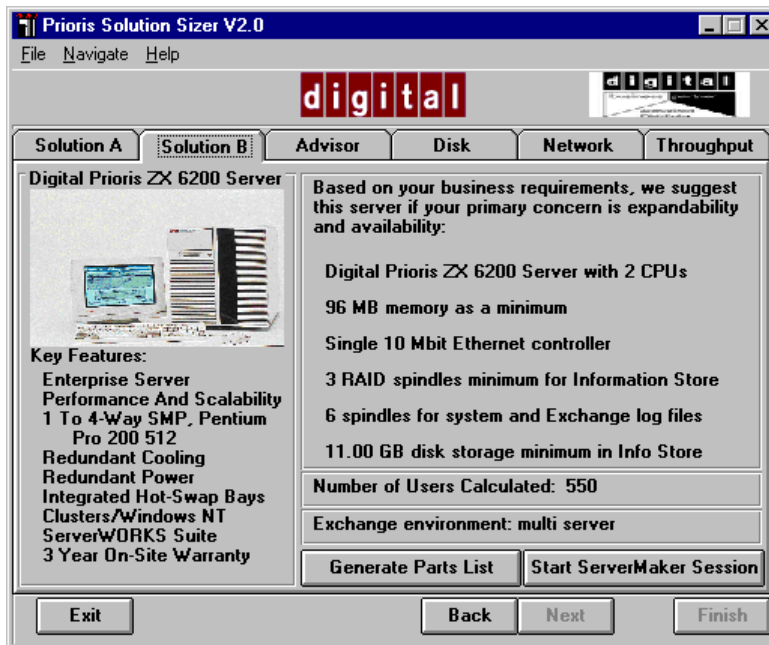 Prioris Solution Sizer V2.0
File Navigate Help
digital
digital
Solution A Solution B Advisor Disk Network Throughput
Digital Prioris ZX 6200 Server
Key Features:
Enterprise Server
Performance And Scalability
1 To 4-Way SMP, Pentium
Pro 200 512
Redundant Cooling
Redundant Power
Integrated Hot-Swap Bays
Clusters/Windows NT
ServerWORKS Suite
3 Year On-Site Warranty
Based on your business requirements, we suggest
this server if your primary concern is expandability
and availability:
Digital Prioris ZX 6200 Server with 2 CPUs
96 MB memory as a minimum
Single 10 Mbit Ethernet controller
3 RAID spindles minimum for Information Store
6 spindles for system and Exchange log files
11.00 GB disk storage minimum in Info Store
Number of Users Calculated: 550
Exchange environment: multi server
Generate Parts List Start ServerMaker Session
Exit Back Next Finish